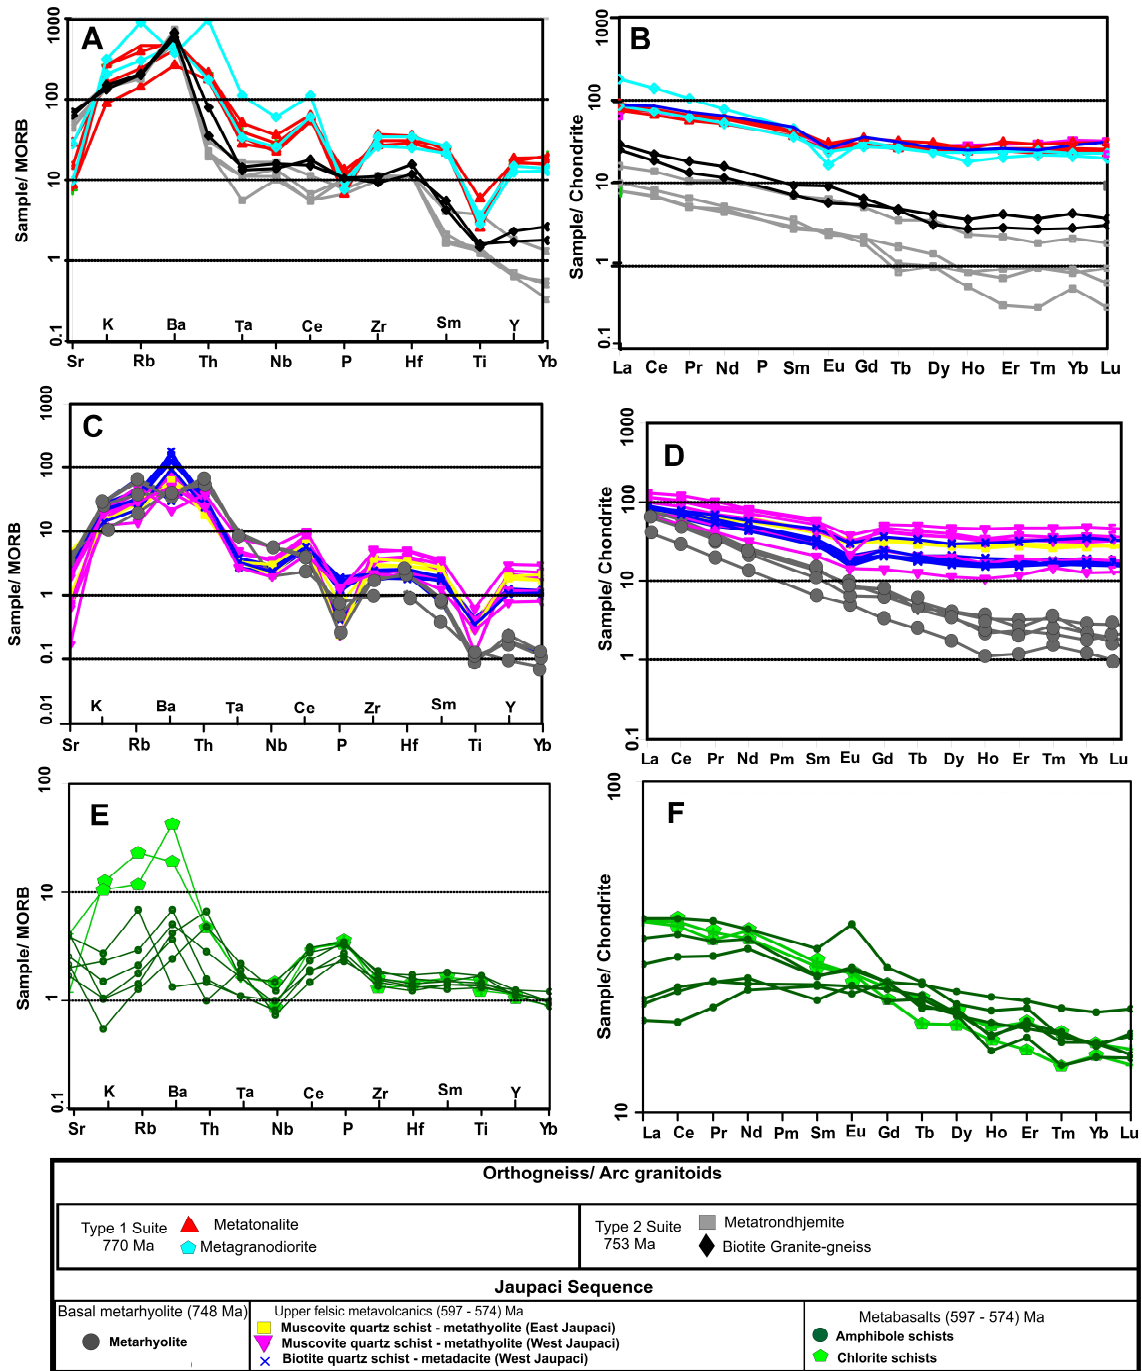 A
Sample/ MORB
1000
100
10
1
0.1
K
Ba
Ta
Ce
Zr
Sm
Y
Sr
Rb
Th
Nb
P
Hf
Ti
Yb
B
Sample/ Chondrite
1000
100
10
1
0.1
La Ce Pr Nd P Sm Eu Gd Tb Dy Ho Er Tm Yb Lu
C
Sample/ MORB
1000
100
10
1
0.1
0.01
K
Ba
Ta
Ce
Zr
Sm
Y
Sr
Rb
Th
Nb
P
Hf
Ti
Yb
D
Sample/ Chondrite
1000
100
10
1
0.1
La Ce Pr Nd Pm Sm Eu Gd Tb Dy Ho Er Tm Yb Lu
E
Sample/ MORB
100
10
1
0.1
K
Ba
Ta
Ce
Zr
Sm
Y
Sr
Rb
Th
Nb
P
Hf
Ti
Yb
F
Sample/ Chondrite
100
10
La Ce Pr Nd Pm Sm Eu Gd Tb Dy Ho Er Tm Yb Lu
Orthogneiss/ Arc granitoids
Type 1 Suite
770 Ma
Metatonalite
Metagranodiorite
Type 2 Suite
753 Ma
Metatrondhjemite
Biotite Granite-gneiss
Jaupaci Sequence
Basal metarhyolite (748 Ma)
Metarhyolite
Upper felsic metavolcanics (597 - 574) Ma
Muscovite quartz schist - metathyolite (East Jaupaci)
Muscovite quartz schist - metathyolite (West Jaupaci)
Biotite quartz schist - metadacite (West Jaupaci)
Metabasalts (597 - 574) Ma
Amphibole schists
Chlorite schists